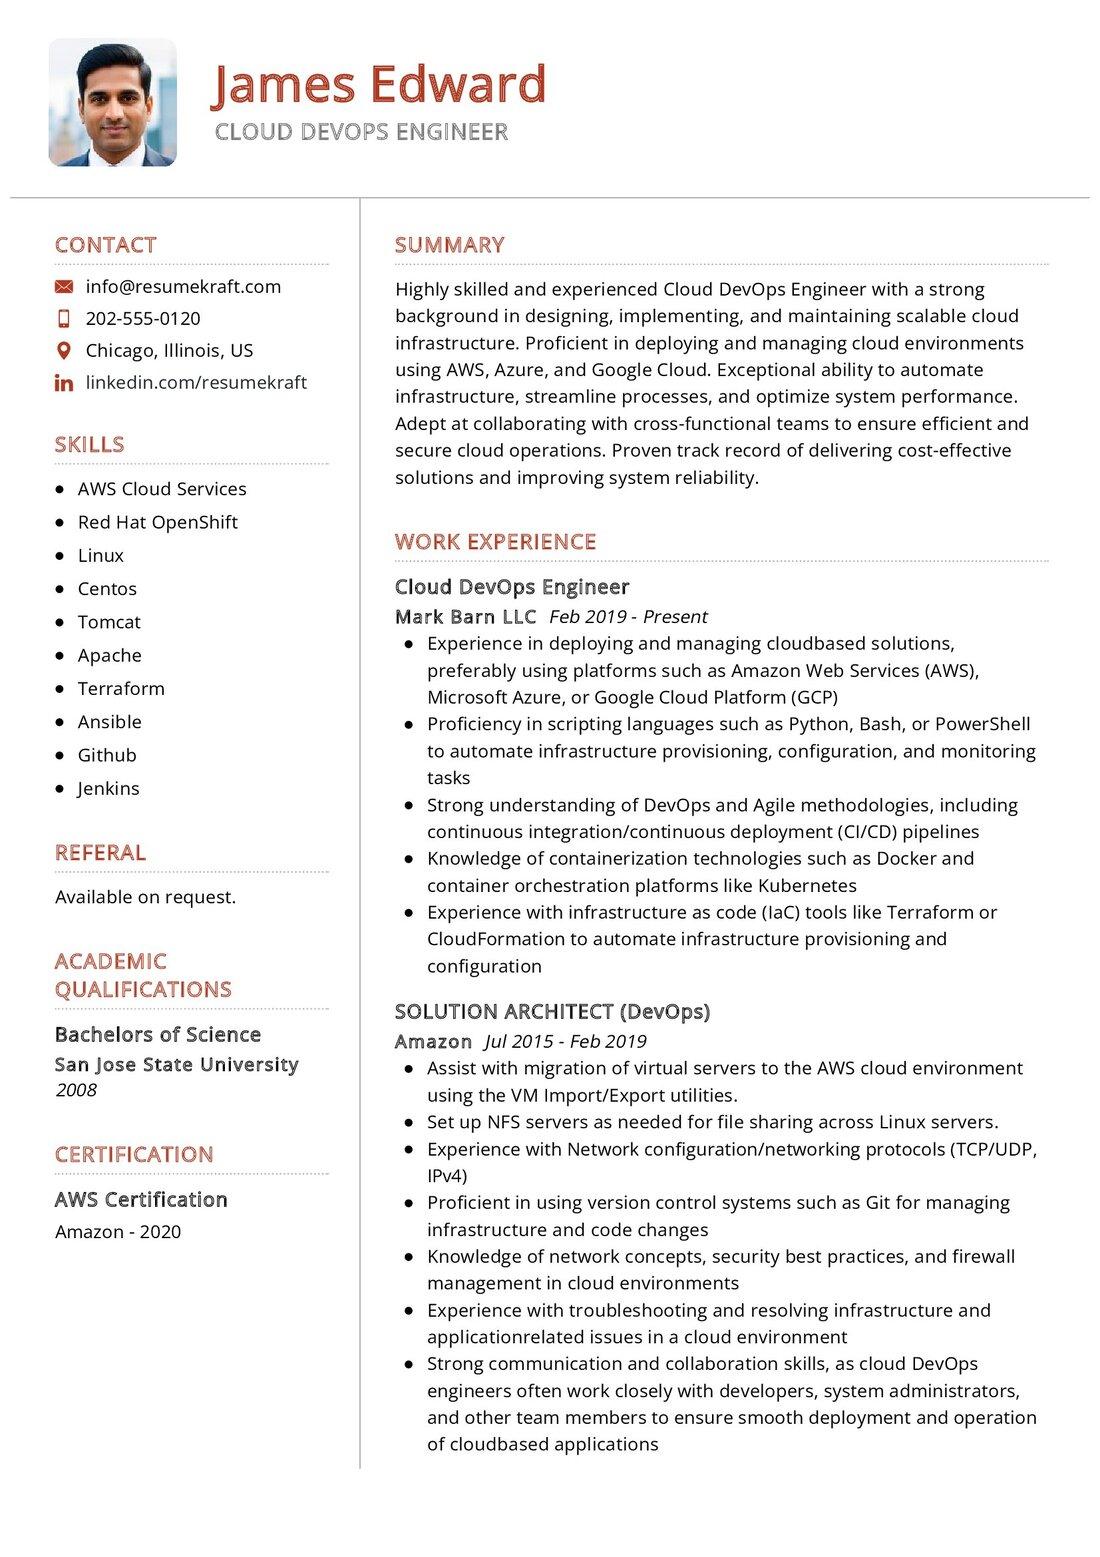 James Edward
CLOUD DEVOPS ENGINEER
CONTACT
info@resumekraft.com
202-555-0120
Chicago, Illinois, US
linkedin.com/resumekraft
SKILLS
AWS Cloud Services
Red Hat OpenShift
Linux
Centos
Tomcat
Apache
Terraform
Ansible
Github
Jenkins
REFERAL
Available on request.
ACADEMIC
QUALIFICATIONS
Bachelors of Science
San Jose State University
2008
CERTIFICATION
AWS Certification
Amazon - 2020
SUMMARY
Highly skilled and experienced Cloud DevOps Engineer with a strong
background in designing, implementing, and maintaining scalable cloud
infrastructure. Proficient in deploying and managing cloud environments
using AWS, Azure, and Google Cloud. Exceptional ability to automate
infrastructure, streamline processes, and optimize system performance.
Adept at collaborating with cross-functional teams to ensure efficient and
secure cloud operations. Proven track record of delivering cost-effective
solutions and improving system reliability.
WORK EXPERIENCE
Cloud DevOps Engineer
Mark Barn LLC Feb 2019 - Present
Experience in deploying and managing cloudbased solutions,
preferably using platforms such as Amazon Web Services (AWS),
Microsoft Azure, or Google Cloud Platform (GCP)
Proficiency in scripting languages such as Python, Bash, or PowerShell
to automate infrastructure provisioning, configuration, and monitoring
tasks
Strong understanding of DevOps and Agile methodologies, including
continuous integration/continuous deployment (CI/CD) pipelines
Knowledge of containerization technologies such as Docker and
container orchestration platforms like Kubernetes
Experience with infrastructure as code (IaC) tools like Terraform or
CloudFormation to automate infrastructure provisioning and
configuration
SOLUTION ARCHITECT (DevOps)
Amazon Jul 2015 - Feb 2019
Assist with migration of virtual servers to the AWS cloud environment
using the VM Import/Export utilities.
Set up NFS servers as needed for file sharing across Linux servers.
Experience with Network configuration/networking protocols (TCP/UDP,
IPv4)
Proficient in using version control systems such as Git for managing
infrastructure and code changes
Knowledge of network concepts, security best practices, and firewall
management in cloud environments
Experience with troubleshooting and resolving infrastructure and
applicationrelated issues in a cloud environment
Strong communication and collaboration skills, as cloud DevOps
engineers often work closely with developers, system administrators,
and other team members to ensure smooth deployment and operation
of cloudbased applications